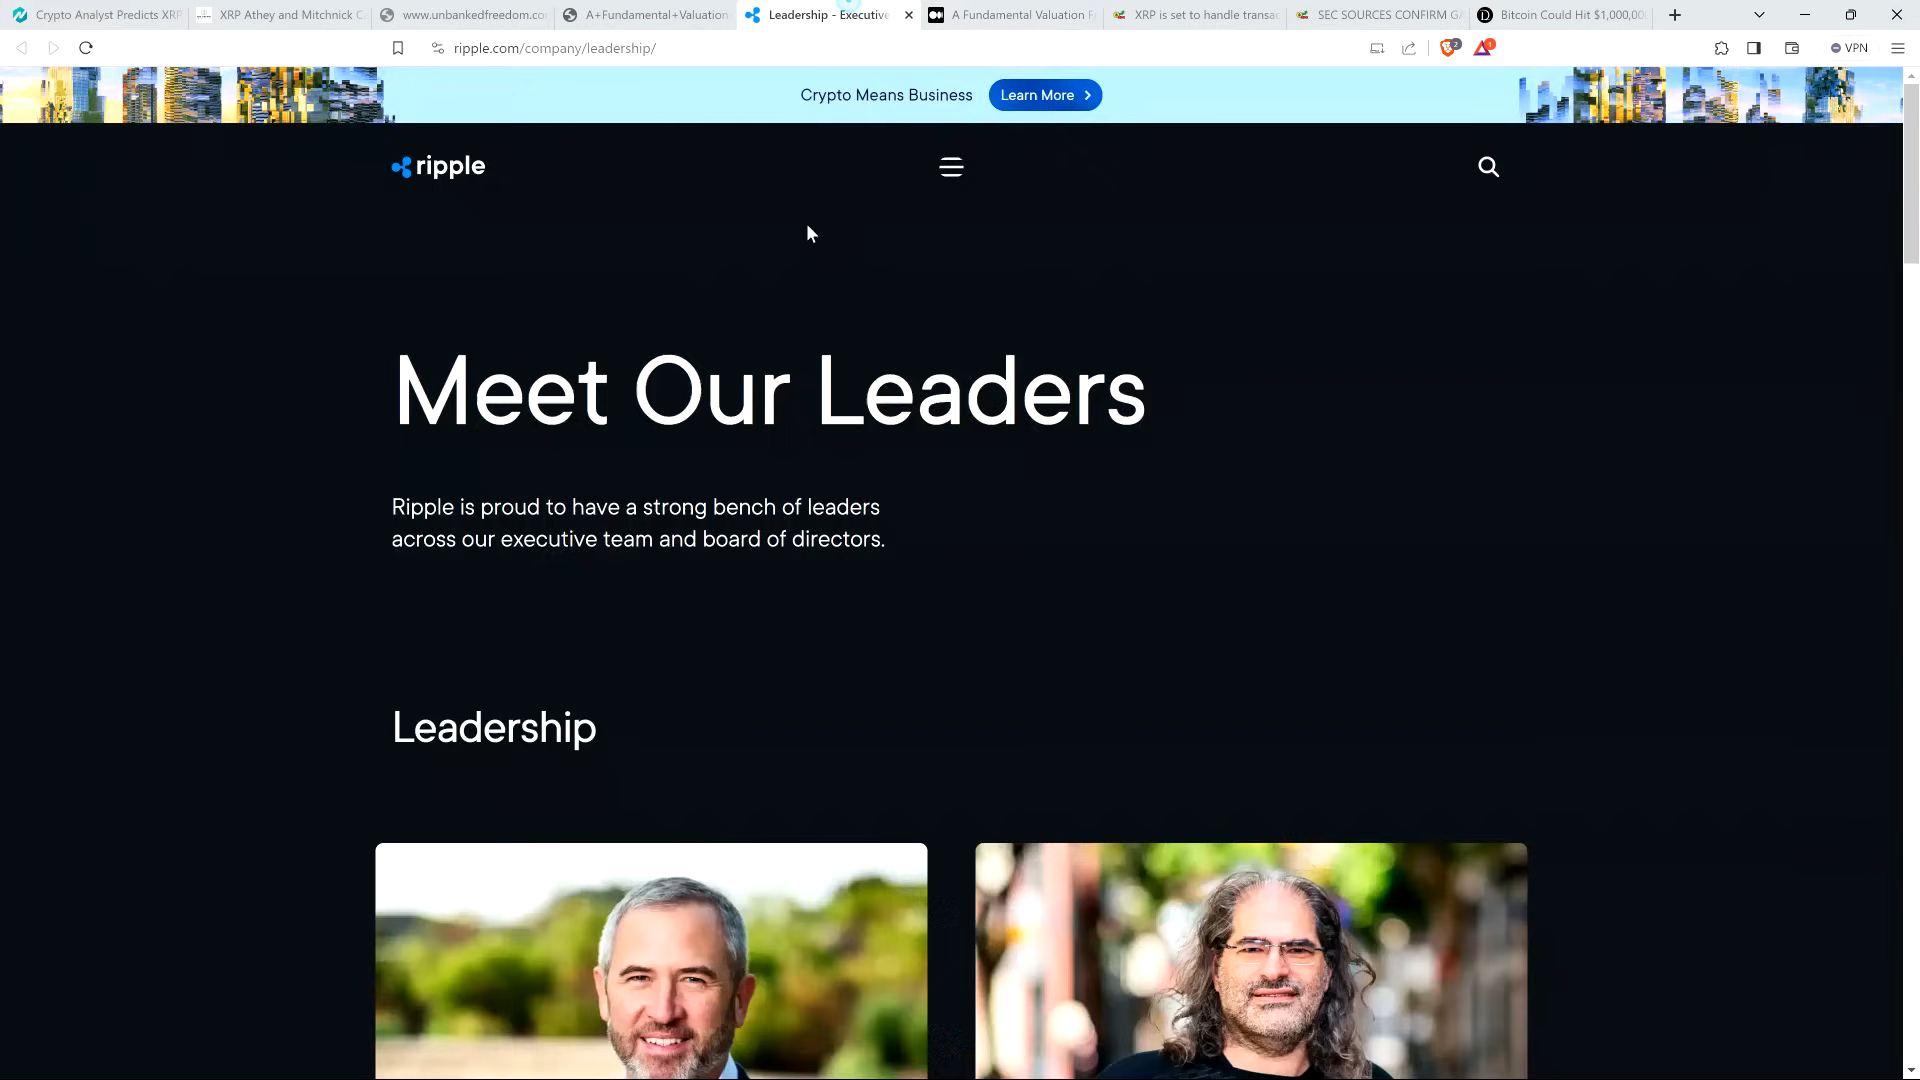 Crypto Analyst Predicts XRP
XRP Athey and Mitchnick C
www.unbankedfreedom.co
A+Fundamental+Valuation
Leadership - Executive
A Fundamental Valuation F
XRP is set to handle transac
SEC SOURCES CONFIRM GA
Bitcoin Could Hit $1,000,00
ripple.com/company/leadership/
2
1
VPN
Crypto Means Business
Learn More
ripple
Meet Our Leaders
Ripple is proud to have a strong bench of leaders
across our executive team and board of directors.
Leadership